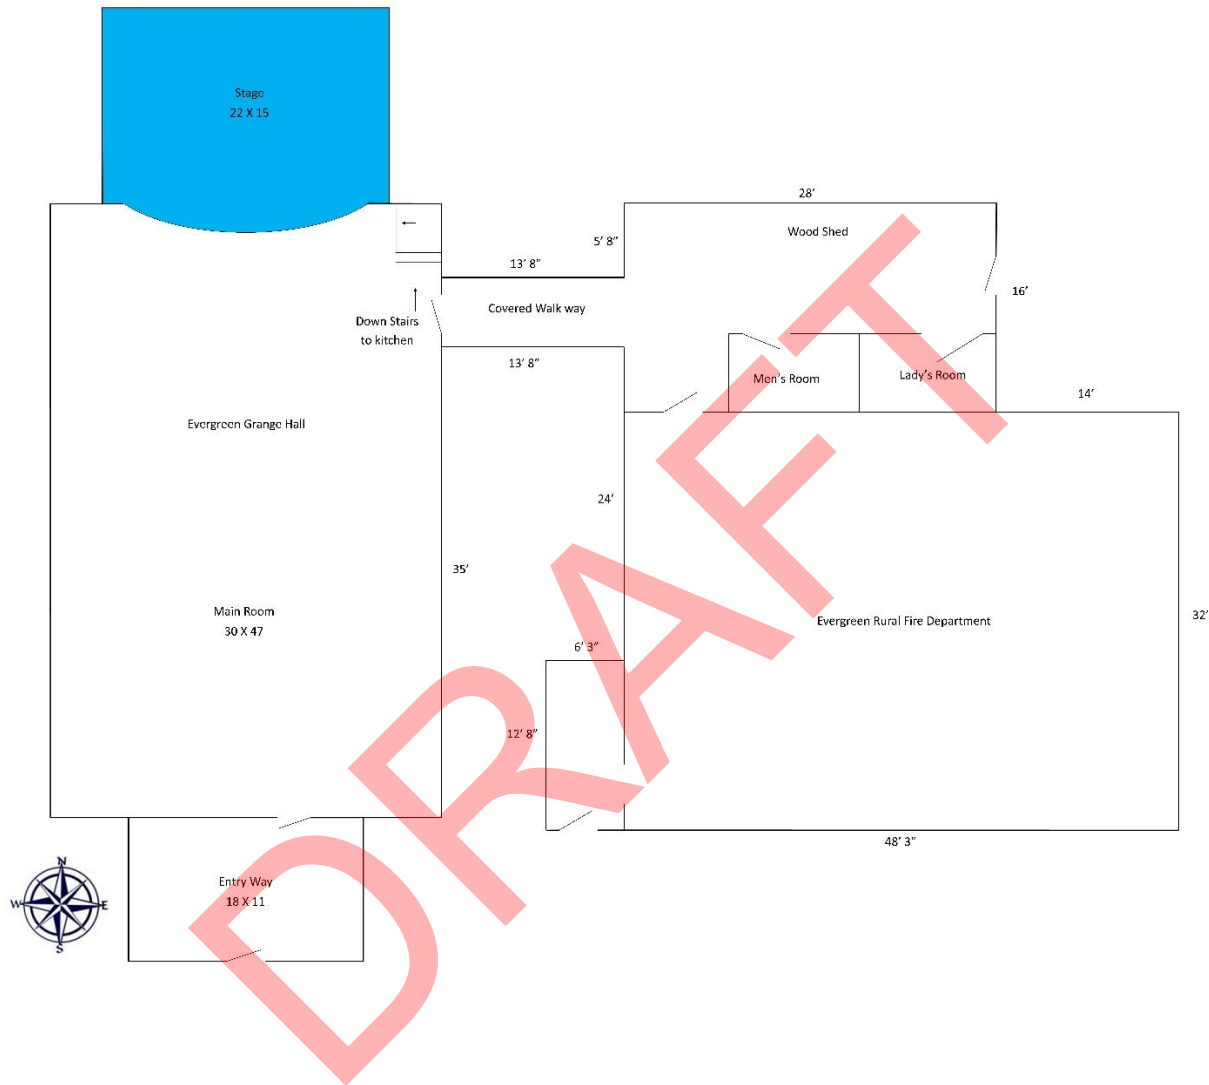 Stage
22 X 15
28'
Wood Shed
5' 8"
13' 8"
16'
Covered Walk way
Down Stairs
to kitchen
13' 8"
Men's Room
Lady's Room
14'
Evergreen Grange Hall
24'
35'
Main Room
30 X 47
Evergreen Rural Fire Department
32'
6' 3"
12' 8"
48' 3"
Entry Way
18 X 11
N
W
E
S
DRAFT